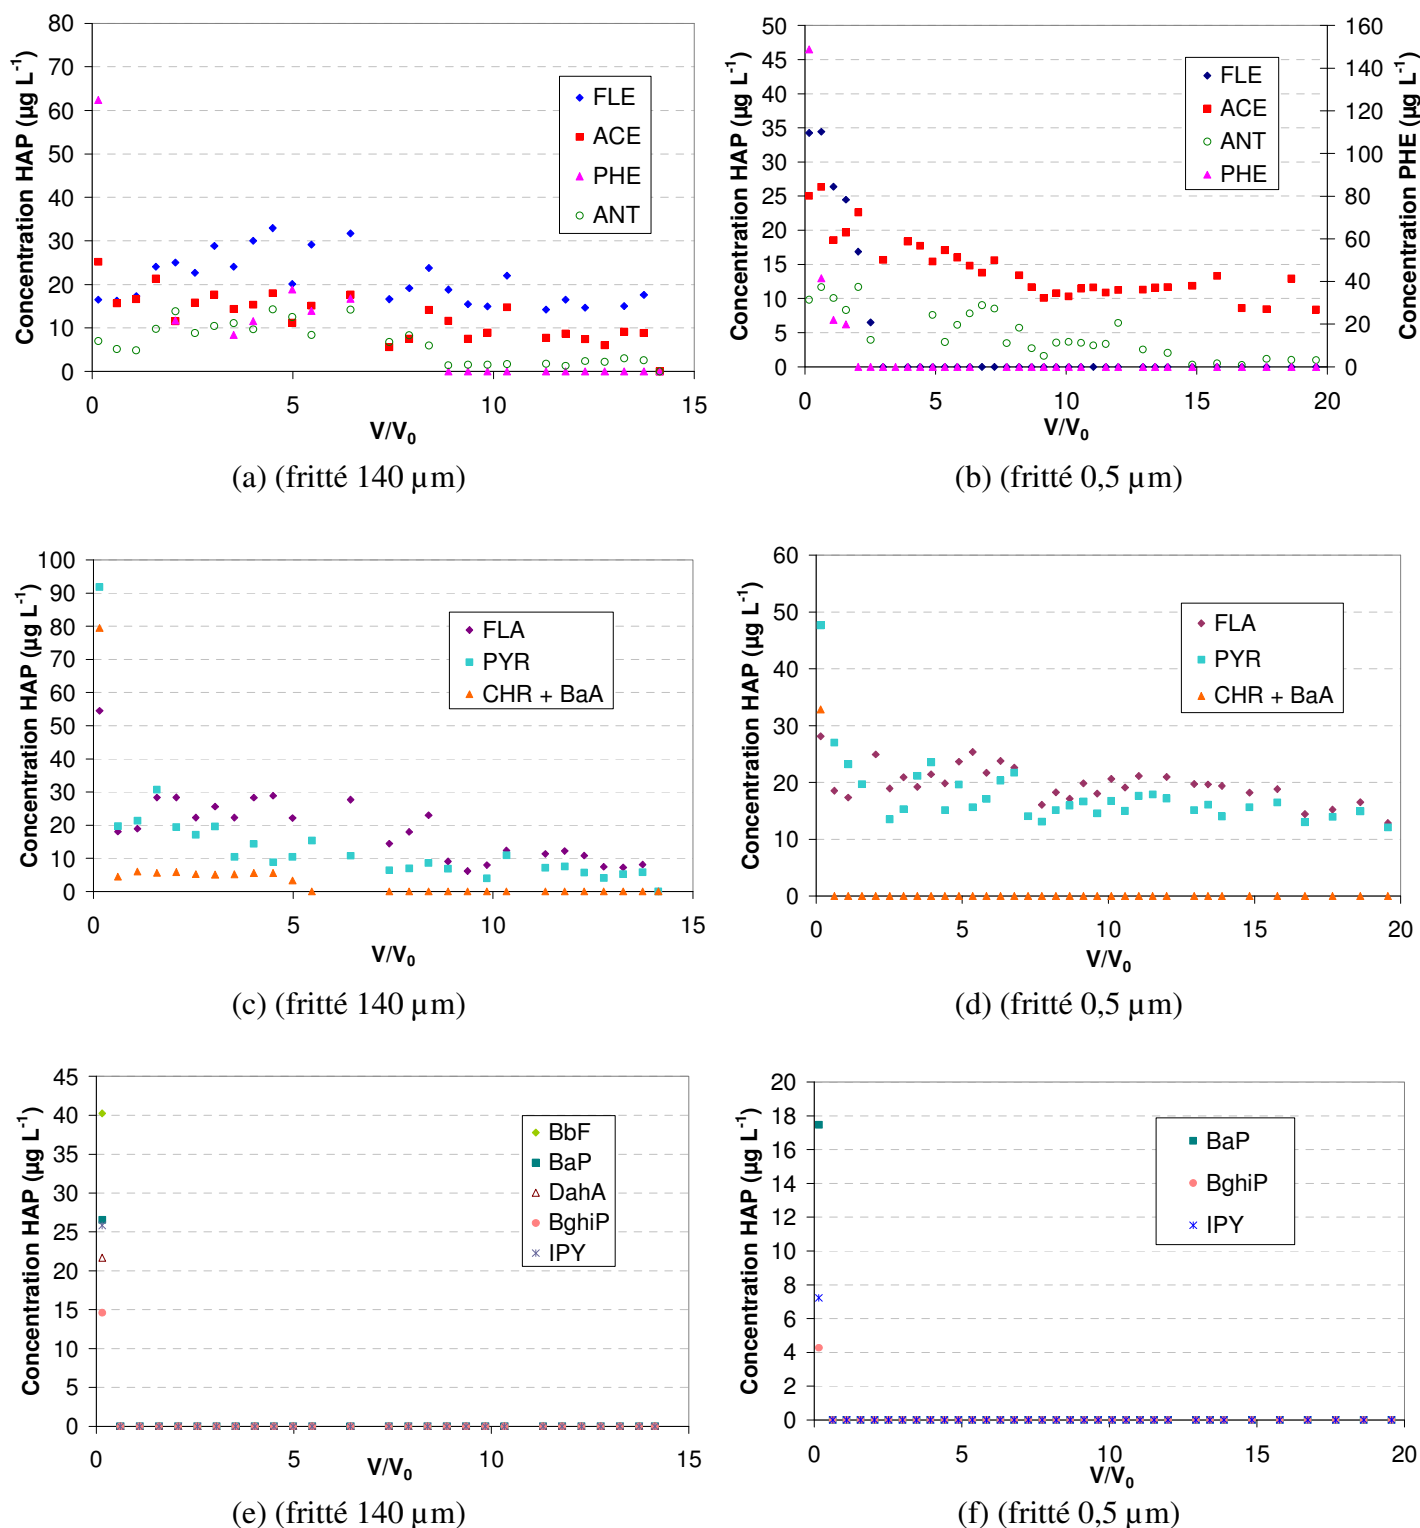 80
70
60
50
40
30
20
10
0
Concentration HAP (µg L-1)
FLE
ACE
PHE
ANT
0 5 10 15
V/V0
(a) (fritté 140 µm)
50
45
40
35
30
25
20
15
10
5
0
Concentration HAP (µg L-1)
160
140
120
100
80
60
40
20
0
Concentration PHE (µg L-1)
FLE
ACE
ANT
PHE
0 5 10 15 20
V/V0
(b) (fritté 0,5 µm)
100
90
80
70
60
50
40
30
20
10
0
Concentration HAP (µg L-1)
FLA
PYR
CHR + BaA
0 5 10 15
V/V0
(c) (fritté 140 µm)
60
50
40
30
20
10
0
Concentration HAP (µg L-1)
FLA
PYR
CHR + BaA
0 5 10 15 20
V/V0
(d) (fritté 0,5 µm)
45
40
35
30
25
20
15
10
5
0
Concentration HAP (µg L-1)
BbF
BaP
DahA
BghiP
IPY
0 5 10 15
V/V0
(e) (fritté 140 µm)
20
18
16
14
12
10
8
6
4
2
0
Concentration HAP (µg L-1)
BaP
BghiP
IPY
0 5 10 15 20
V/V0
(f) (fritté 0,5 µm)